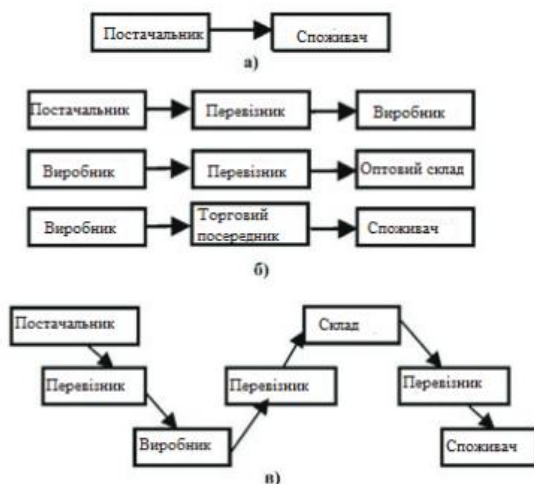 Постачальник
Споживач
а)
Постачальник
Перевізник
Виробник
Виробник
Перевізник
Оптовий склад
Виробник
Торговий
посередник
Споживач
б)
Постачальник
Склад
Перевізник
Перевізник
Перевізник
Виробник
Споживач
в)